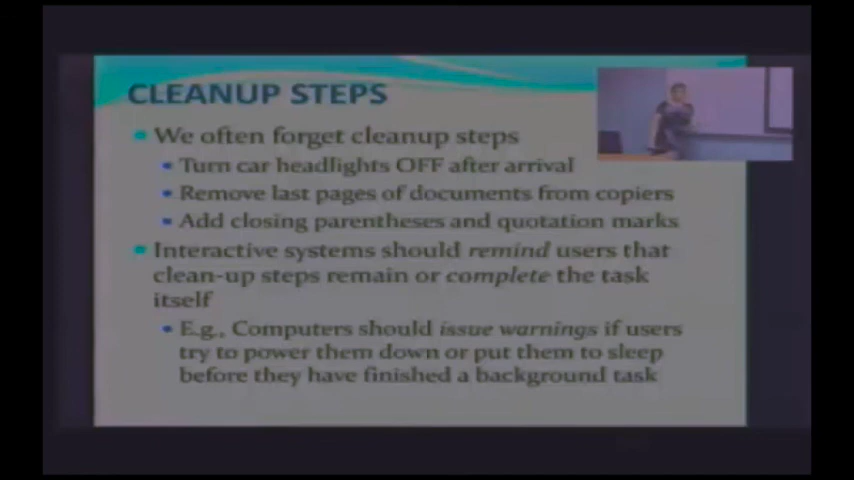 CLEANUP STEPS
We often forget cleanup steps
Turn car headlights OFF after arrival
Remove last pages of documents from copiers
Add closing parentheses and quotation marks
Interactive systems should remind users that
clean-up steps remain or complete the task
itself
E.g., Computers should issue warnings if users
try to power them down or put them to sleep
before they have finished a background task